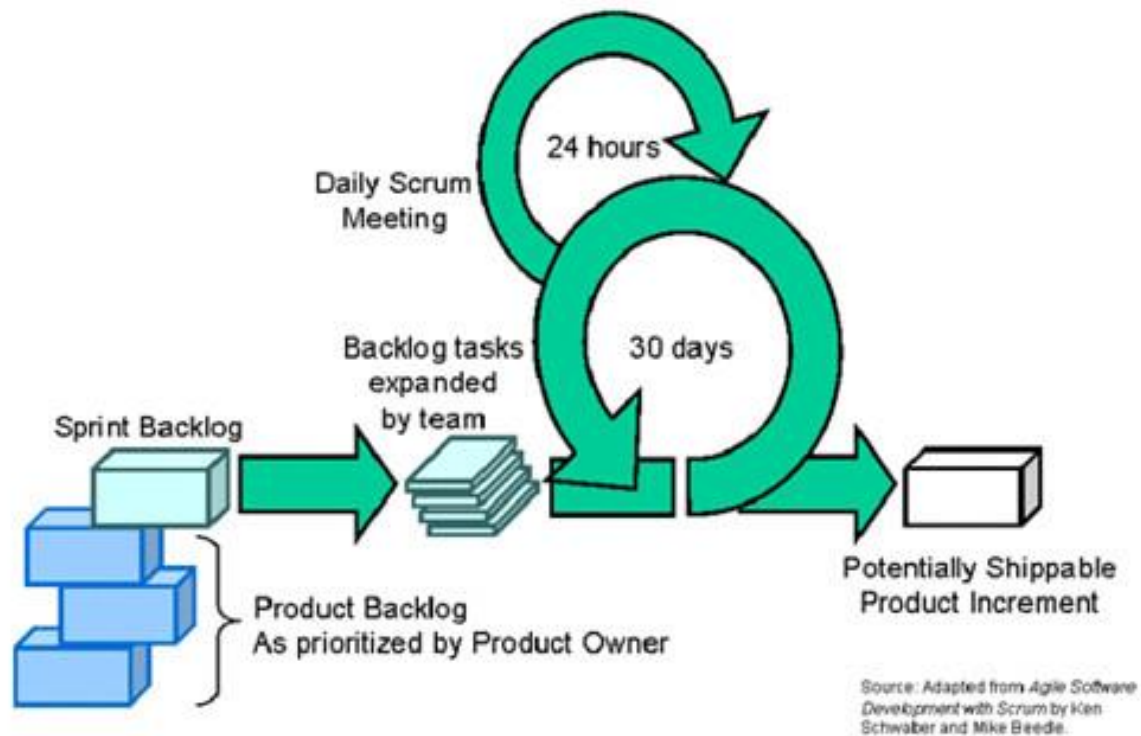 24 hours
Daily Scrum
Meeting
30 days
Backlog tasks
expanded
by team
Sprint Backlog
Potentially Shippable
Product Increment
Product Backlog
As prioritized by Product Owner
Source: Adapted from Agile Software
Development with Scrum by Ken
Schwaber and Mike Beedle.